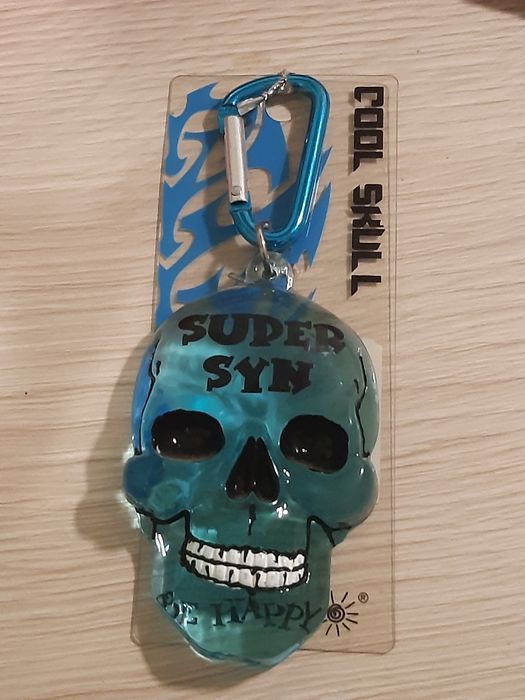 COOL SKULL
SUPER
SYN
BE HAPPY ®